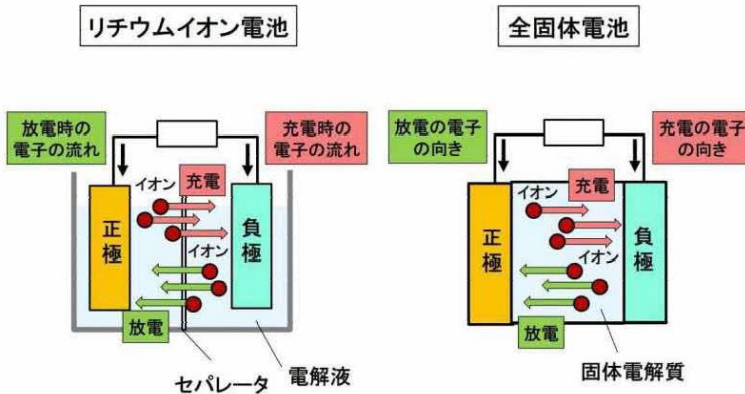 リチウムイオン電池
放電時の
電子の流れ
充電時の
電子の流れ
イオン
充電
正極
負極
イオン
放電
セパレータ
電解液
全固体電池
放電の電子
の向き
充電の電子
の向き
イオン
充電
正極
負極
イオン
放電
固体電解質